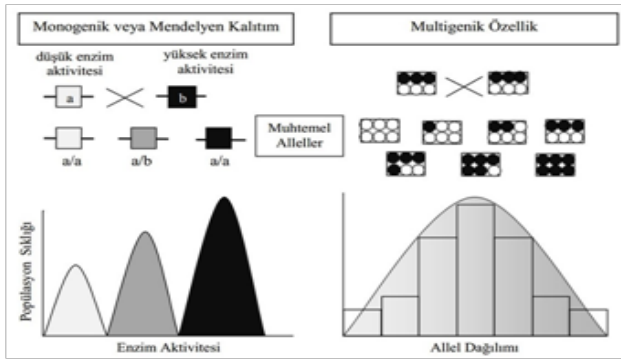 Monogenik veya Mendelyen Kalıtım
düşük enzim
aktivitesi
yüksek enzim
aktivitesi
a
b
a/a
a/b
a/a
Popülasyon Sıklığı
Enzim Aktivitesi
Muhtemel
Alleller
Multigenik Özellik
Allel Dağılımı